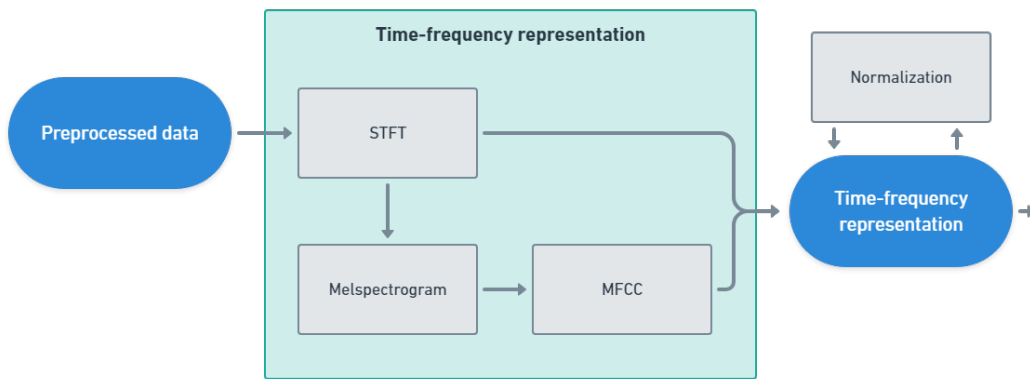 Time-frequency representation
Normalization
Preprocessed data
STFT
Time-frequency
representation
Melspectrogram
MFCC